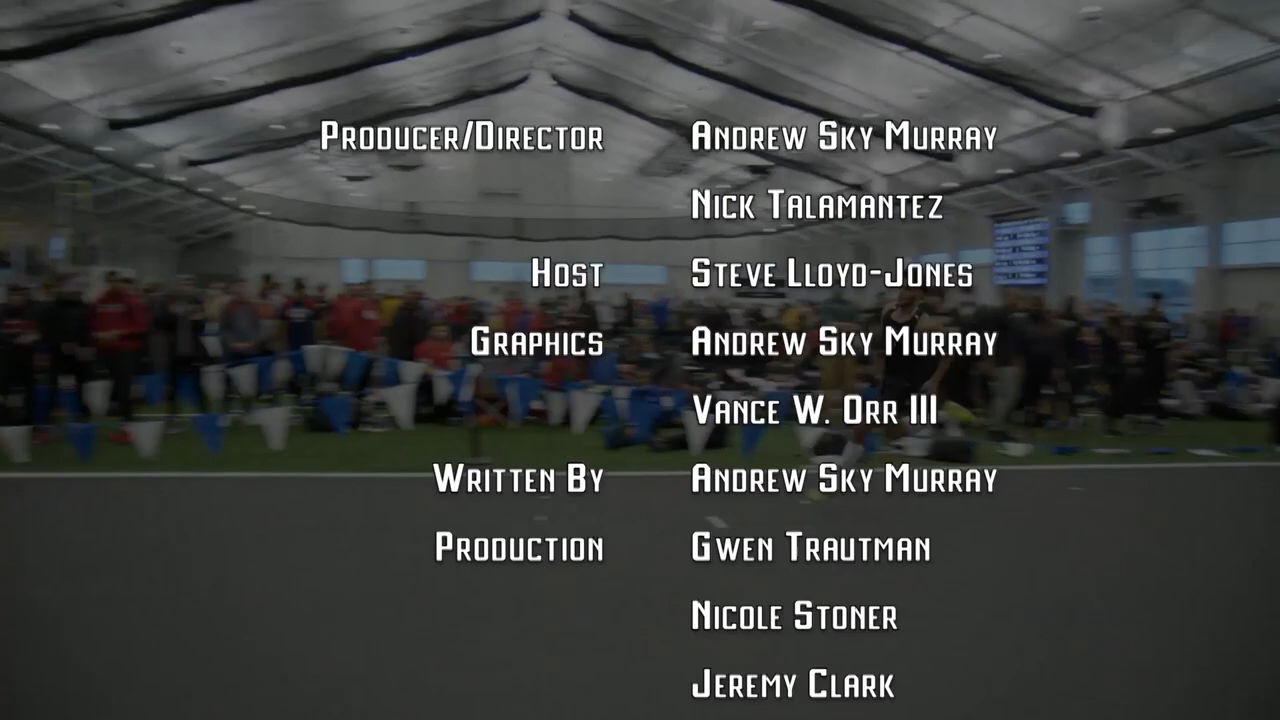 Producer/Director Andrew Sky Murray
Nick Talamantez
Host Steve Lloyd-Jones
Graphics Andrew Sky Murray
Vance W. Orr III
Written By Andrew Sky Murray
Production Gwen Trautman
Nicole Stoner
Jeremy Clark